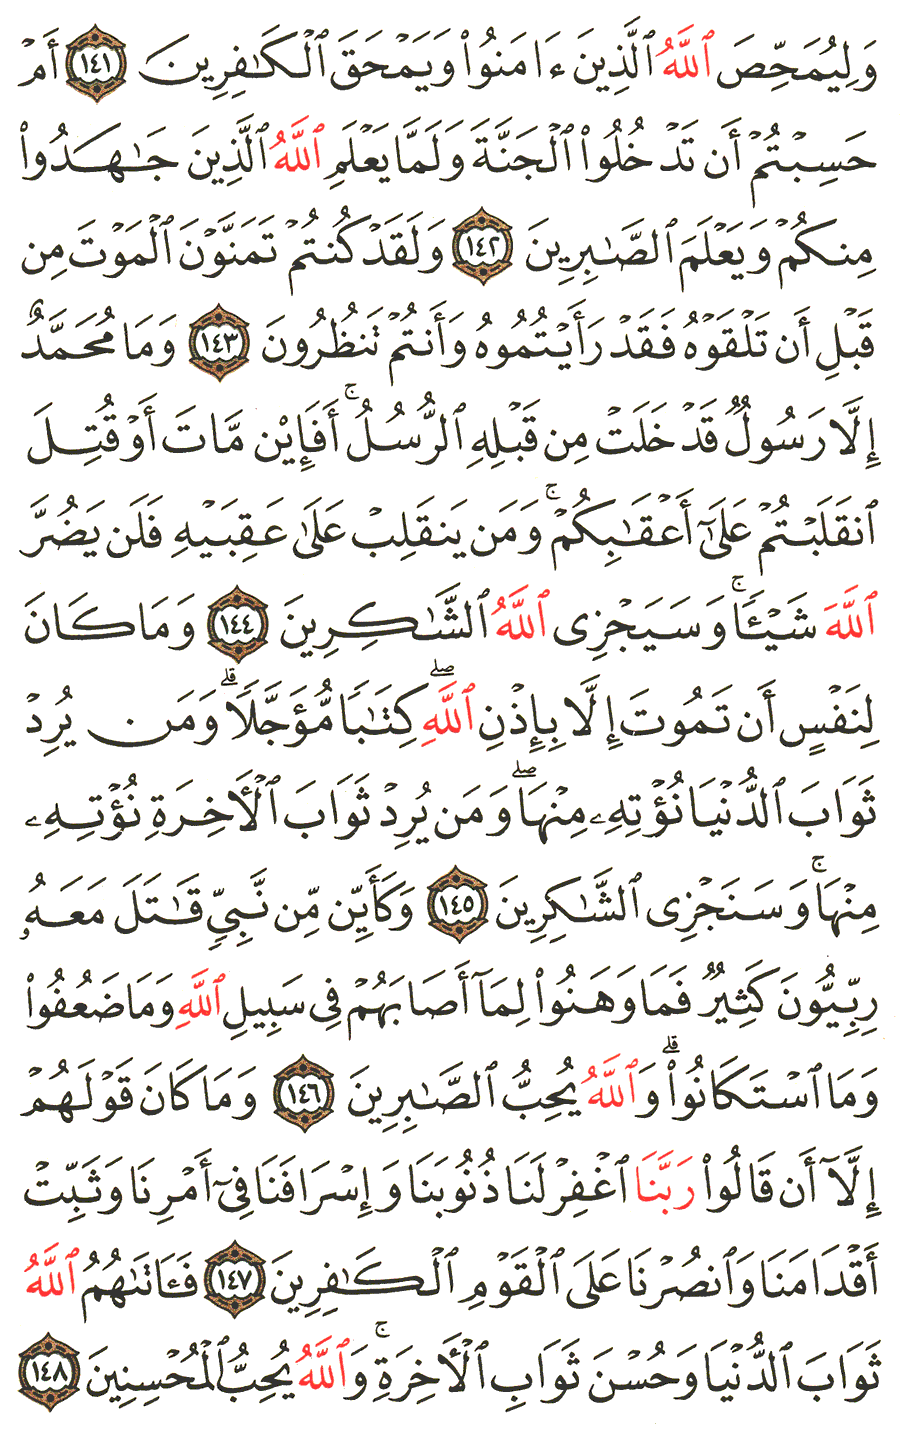 وَلِيُمَحِّصَ ٱللَّهُ ٱلَّذِينَ ءَامَنُوا۟ وَيَمْحَقَ ٱلْكَـٰفِرِينَ ١٤١ أَمْ
حَسِبْتُمْ أَن تَدْخُلُوا۟ ٱلْجَنَّةَ وَلَمَّا يَعْلَمِ ٱللَّهُ ٱلَّذِينَ جَـٰهَدُوا۟
مِنكُمْ وَيَعْلَمَ ٱلصَّـٰبِرِينَ ١٤٢ وَلَقَدْ كُنتُمْ تَمَنَّوْنَ ٱلْمَوْتَ مِن
قَبْلِ أَن تَلْقَوْهُ فَقَدْ رَأَيْتُمُوهُ وَأَنتُمْ تَنظُرُونَ ١٤٣ وَمَا مُحَمَّدٌ
إِلَّا رَسُولٌ قَدْ خَلَتْ مِن قَبْلِهِ ٱلرُّسُلُ ۚ أَفَإِي۟ن مَّاتَ أَوْ قُتِلَ
ٱنقَلَبْتُمْ عَلَىٰٓ أَعْقَـٰبِكُمْ ۚ وَمَن يَنقَلِبْ عَلَىٰ عَقِبَيْهِ فَلَن يَضُرَّ
ٱللَّهَ شَيْـًٔا ۚ وَسَيَجْزِى ٱللَّهُ ٱلشَّـٰكِرِينَ ١٤٤ وَمَا كَانَ
لِنَفْسٍ أَن تَمُوتَ إِلَّا بِإِذْنِ ٱللَّهِ ۖ كِتَـٰبًا مُّؤَجَّلًا ۗ وَمَن يُرِدْ
ثَوَابَ ٱلدُّنْيَا نُؤْتِهِۦ مِنْهَا ۖ وَمَن يُرِدْ ثَوَابَ ٱلْـَٔاخِرَةِ نُؤْتِهِۦ
مِنْهَا ۚ وَسَنَجْزِى ٱلشَّـٰكِرِينَ ١٤٥ وَكَأَيِّن مِّن نَّبِىٍّ قَـٰتَلَ مَعَهُۥ
رِبِّيُّونَ كَثِيرٌ فَمَا وَهَنُوا۟ لِمَآ أَصَابَهُمْ فِى سَبِيلِ ٱللَّهِ وَمَا ضَعُفُوا۟
وَمَا ٱسْتَكَانُوا۟ ۗ وَٱللَّهُ يُحِبُّ ٱلصَّـٰبِرِينَ ١٤٦ وَمَا كَانَ قَوْلَهُمْ
إِلَّآ أَن قَالُوا۟ رَبَّنَا ٱغْفِرْ لَنَا ذُنُوبَنَا وَإِسْرَافَنَا فِىٓ أَمْرِنَا وَثَبِّتْ
أَقْدَامَنَا وَٱنصُرْنَا عَلَى ٱلْقَوْمِ ٱلْكَـٰفِرِينَ ١٤٧ فَـَٔاتَىٰهُمُ ٱللَّهُ
ثَوَابَ ٱلدُّنْيَا وَحُسْنَ ثَوَابِ ٱلْـَٔاخِرَةِ ۚ وَٱللَّهُ يُحِبُّ ٱلْمُحْسِنِينَ ١٤٨